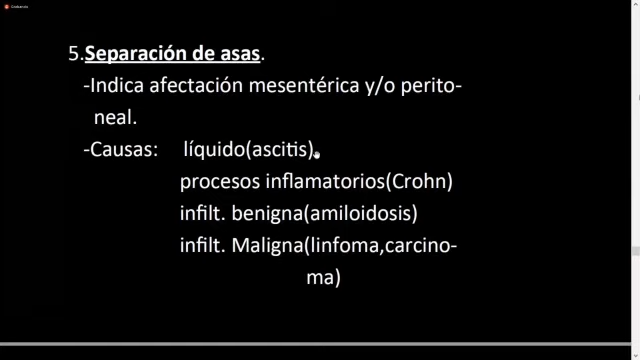 5.Separación de asas.
-Indica afectación mesentérica y/o perito-
neal.
-Causas: líquido(ascitis)
procesos inflamatorios(Crohn)
infilt. benigna(amiloidosis)
infilt. Maligna(linfoma,carcino-
ma)